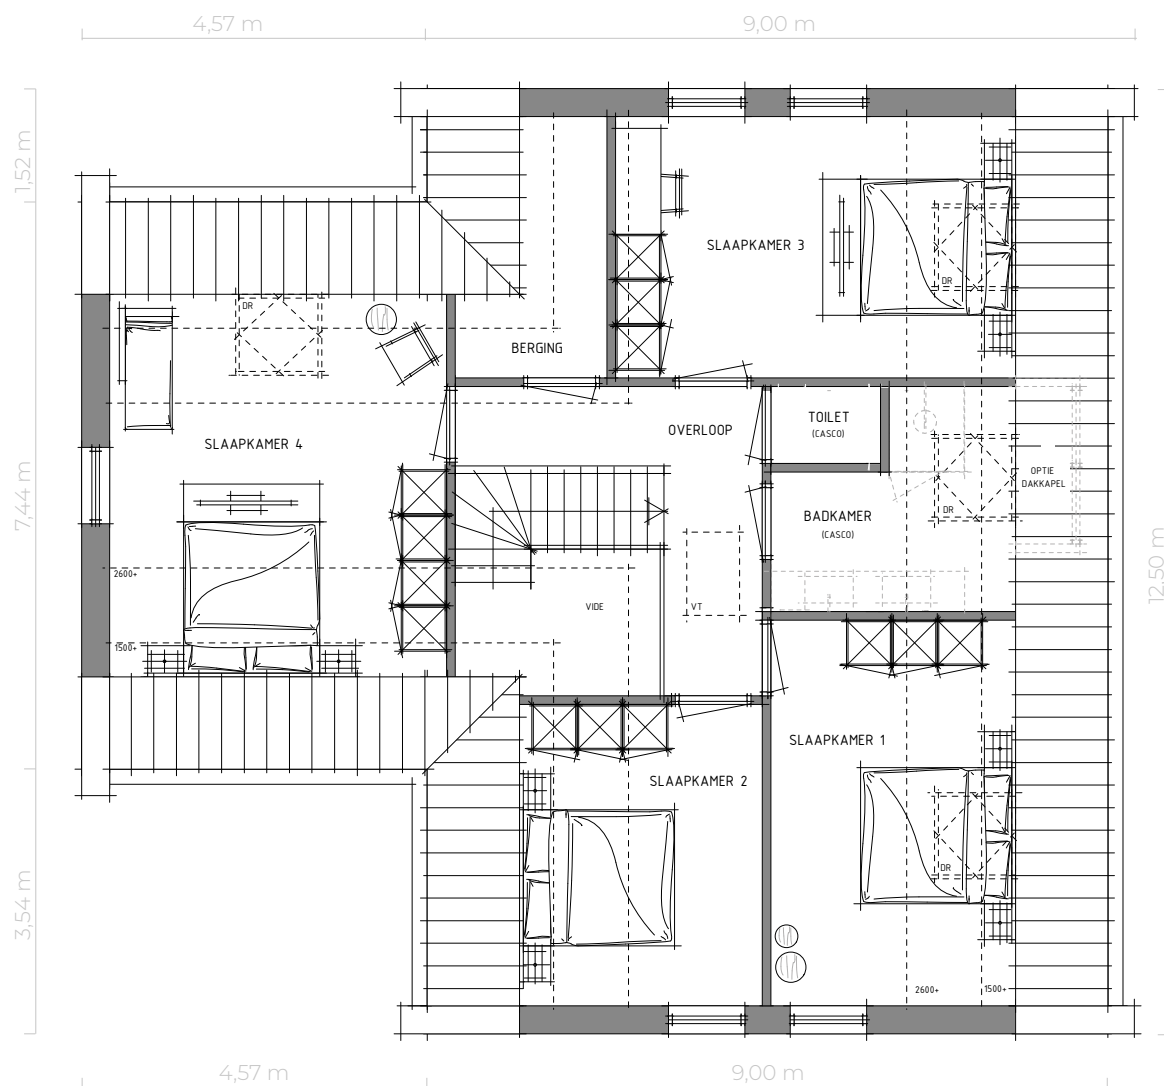 4,57 m
9,00 m
1,52 m
SLAAPKAMER 3
DR
DR
BERGING
TOILET
(CASCO)
OVERLOOP
SLAAPKAMER 4
OPTIE
DAKKAPEL
7,44 m
BADKAMER
(CASCO)
DR
12,50 m
2600+
VIDE
VT
1500+
SLAAPKAMER 1
SLAAPKAMER 2
DR
3,54 m
2600+
1500+
4,57 m
9,00 m